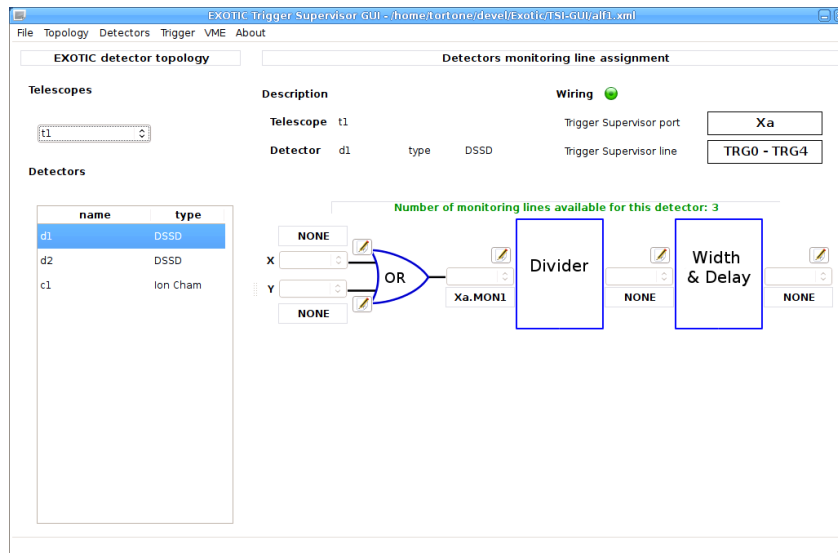 EXOTIC Trigger Supervisor GUI - /home/tortone/devel/Exotic/TSI-GUI/alf1.xml
File Topology Detectors Trigger VME About
EXOTIC detector topology
Detectors monitoring line assignment
Telescopes
t1
Detectors
name type
d1 DSSD
d2 DSSD
c1 Ion Cham
Description
Wiring
Telescope t1
Trigger Supervisor port Xa
Detector d1 type DSSD
Trigger Supervisor line TRG0 - TRG4
Number of monitoring lines available for this detector: 3
NONE
X
Y
NONE
OR
Xa.MON1
Divider
NONE
Width
& Delay
NONE